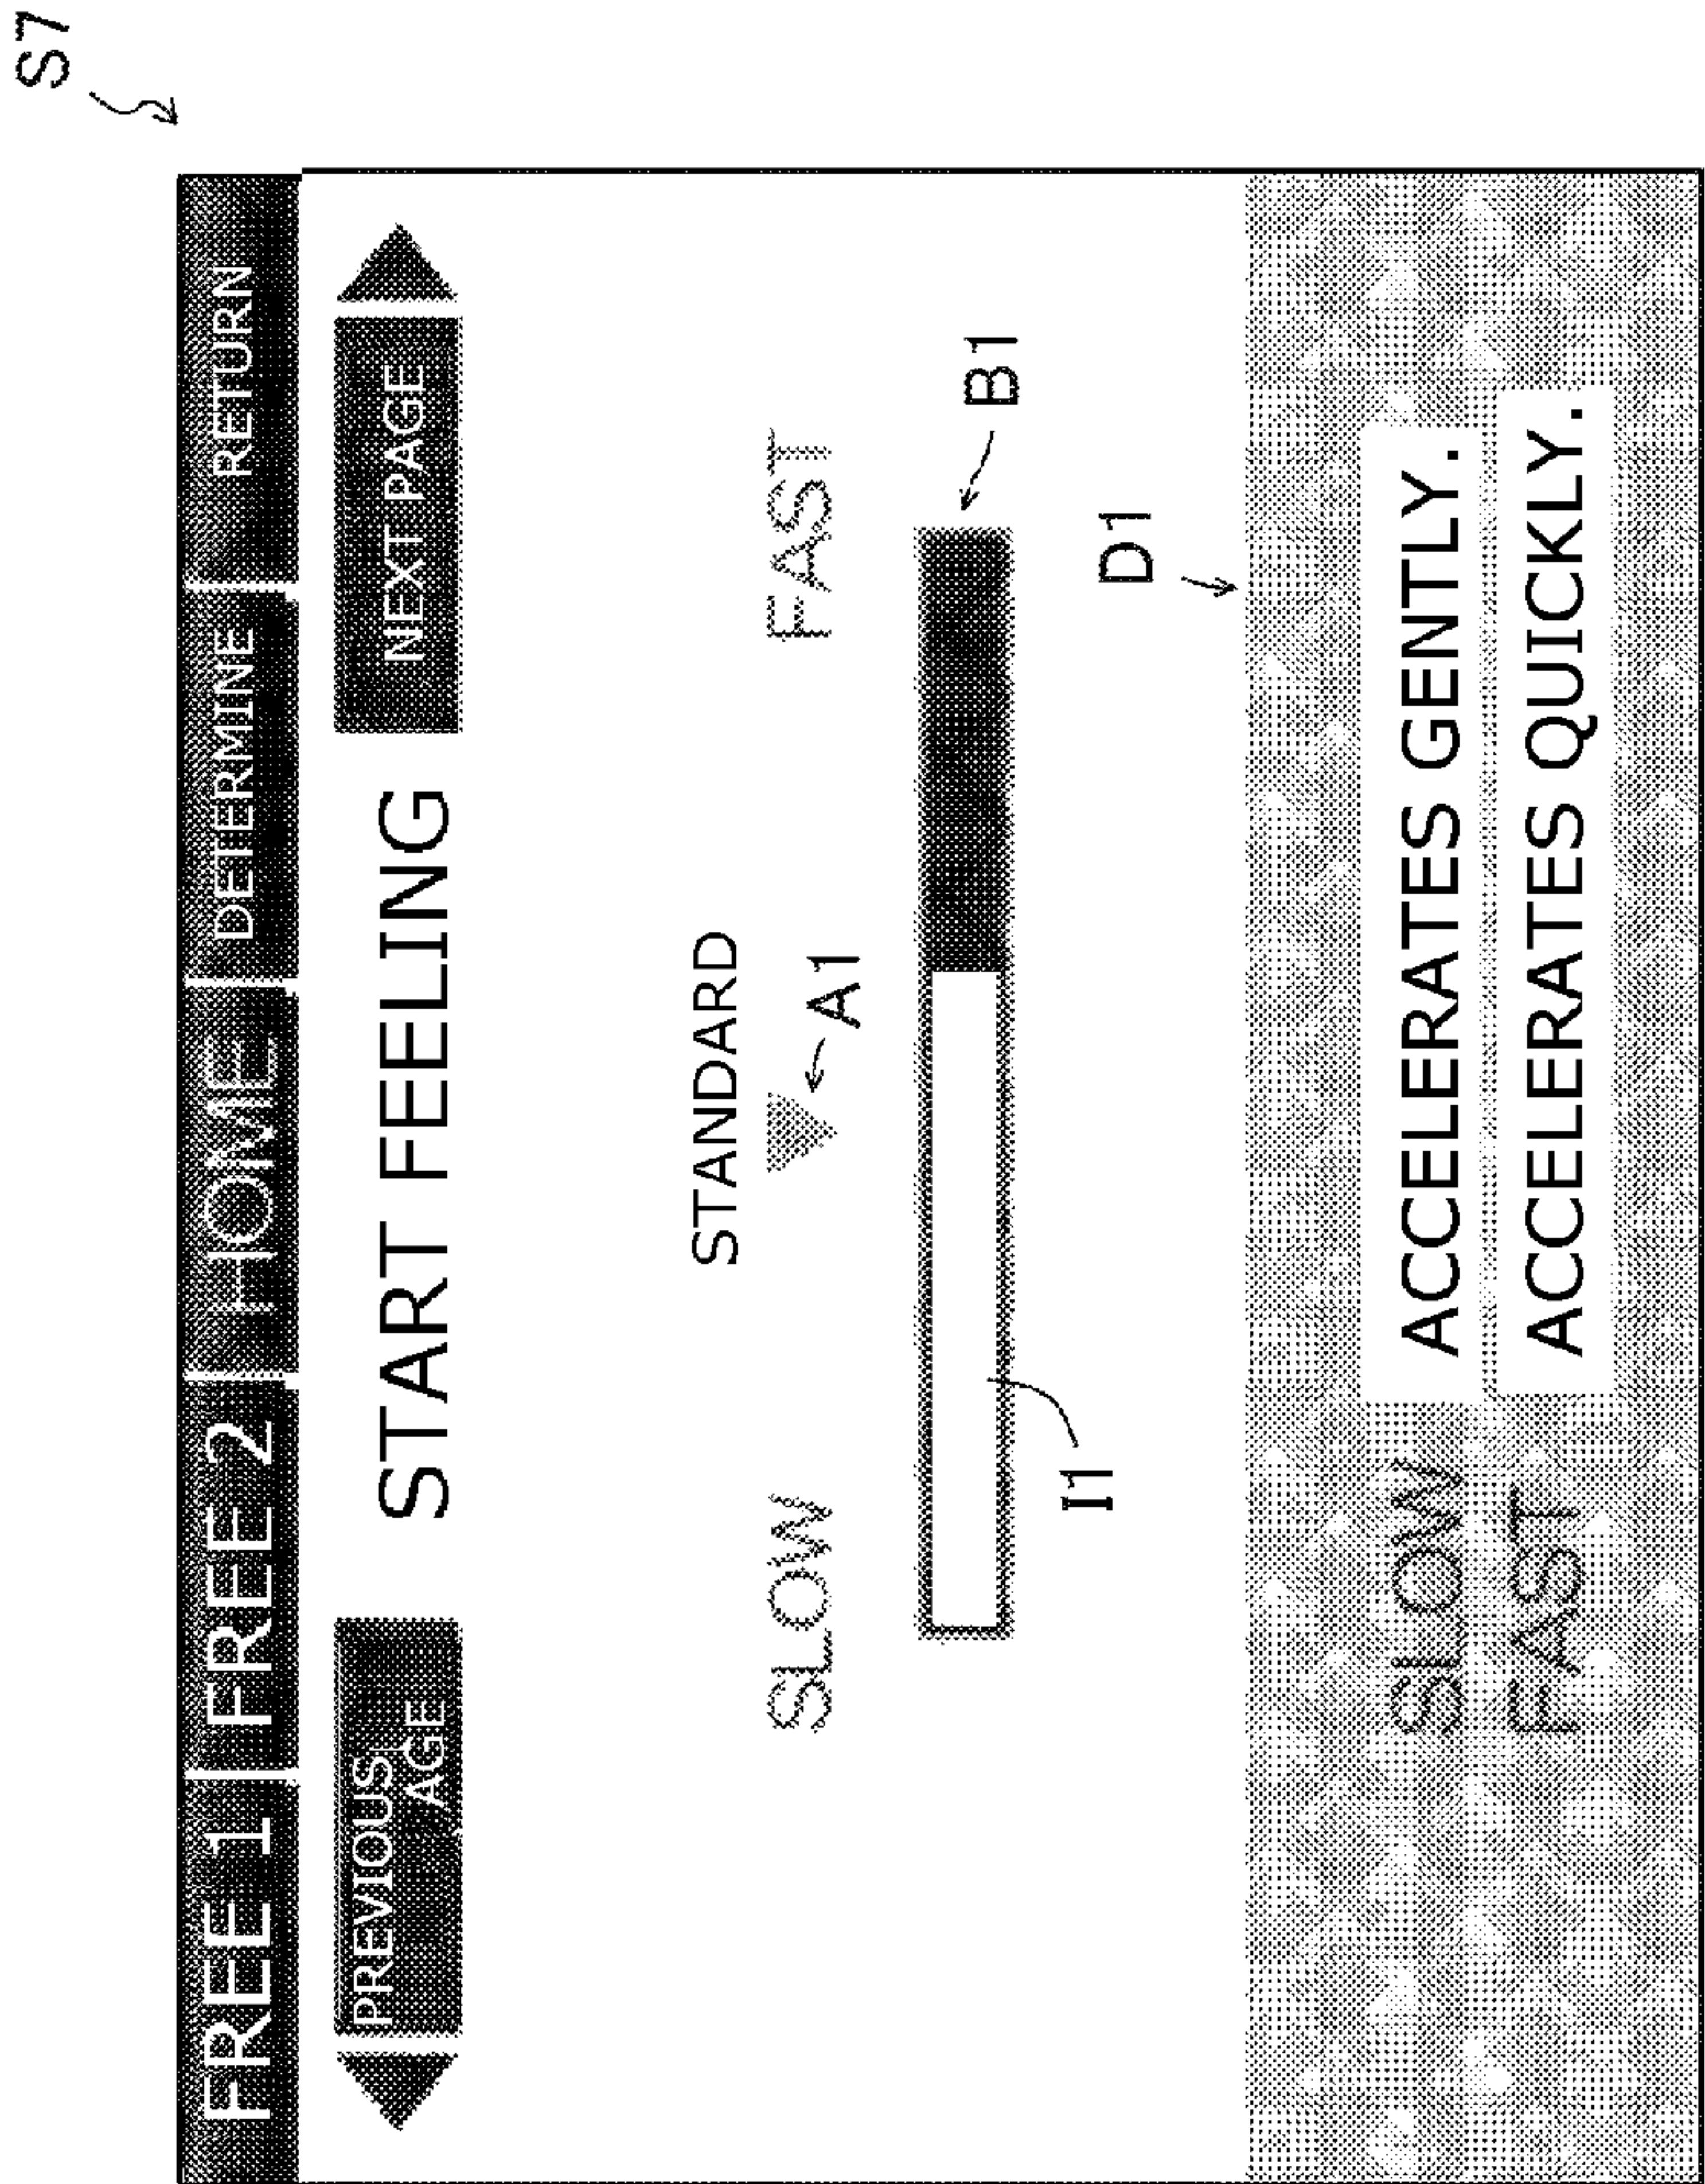 S7
FREE 1 FREE 2 HOME DETERMINE RETURN
PREVIOUS
AGE
START FEELING
NEXT PAGE
STANDARD
SLOW A1 FAST
B1
I1
D1
SLOW ACCELERATES GENTLY.
FAST ACCELERATES QUICKLY.